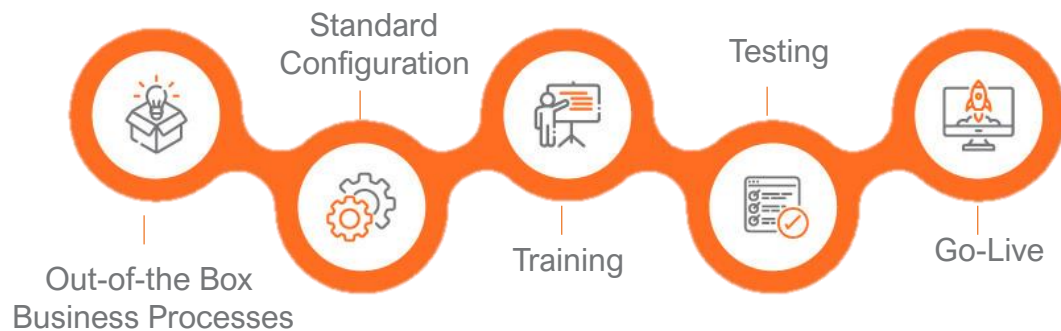 Out-of-the Box
Business Processes
Standard
Configuration
Training
Testing
Go-Live